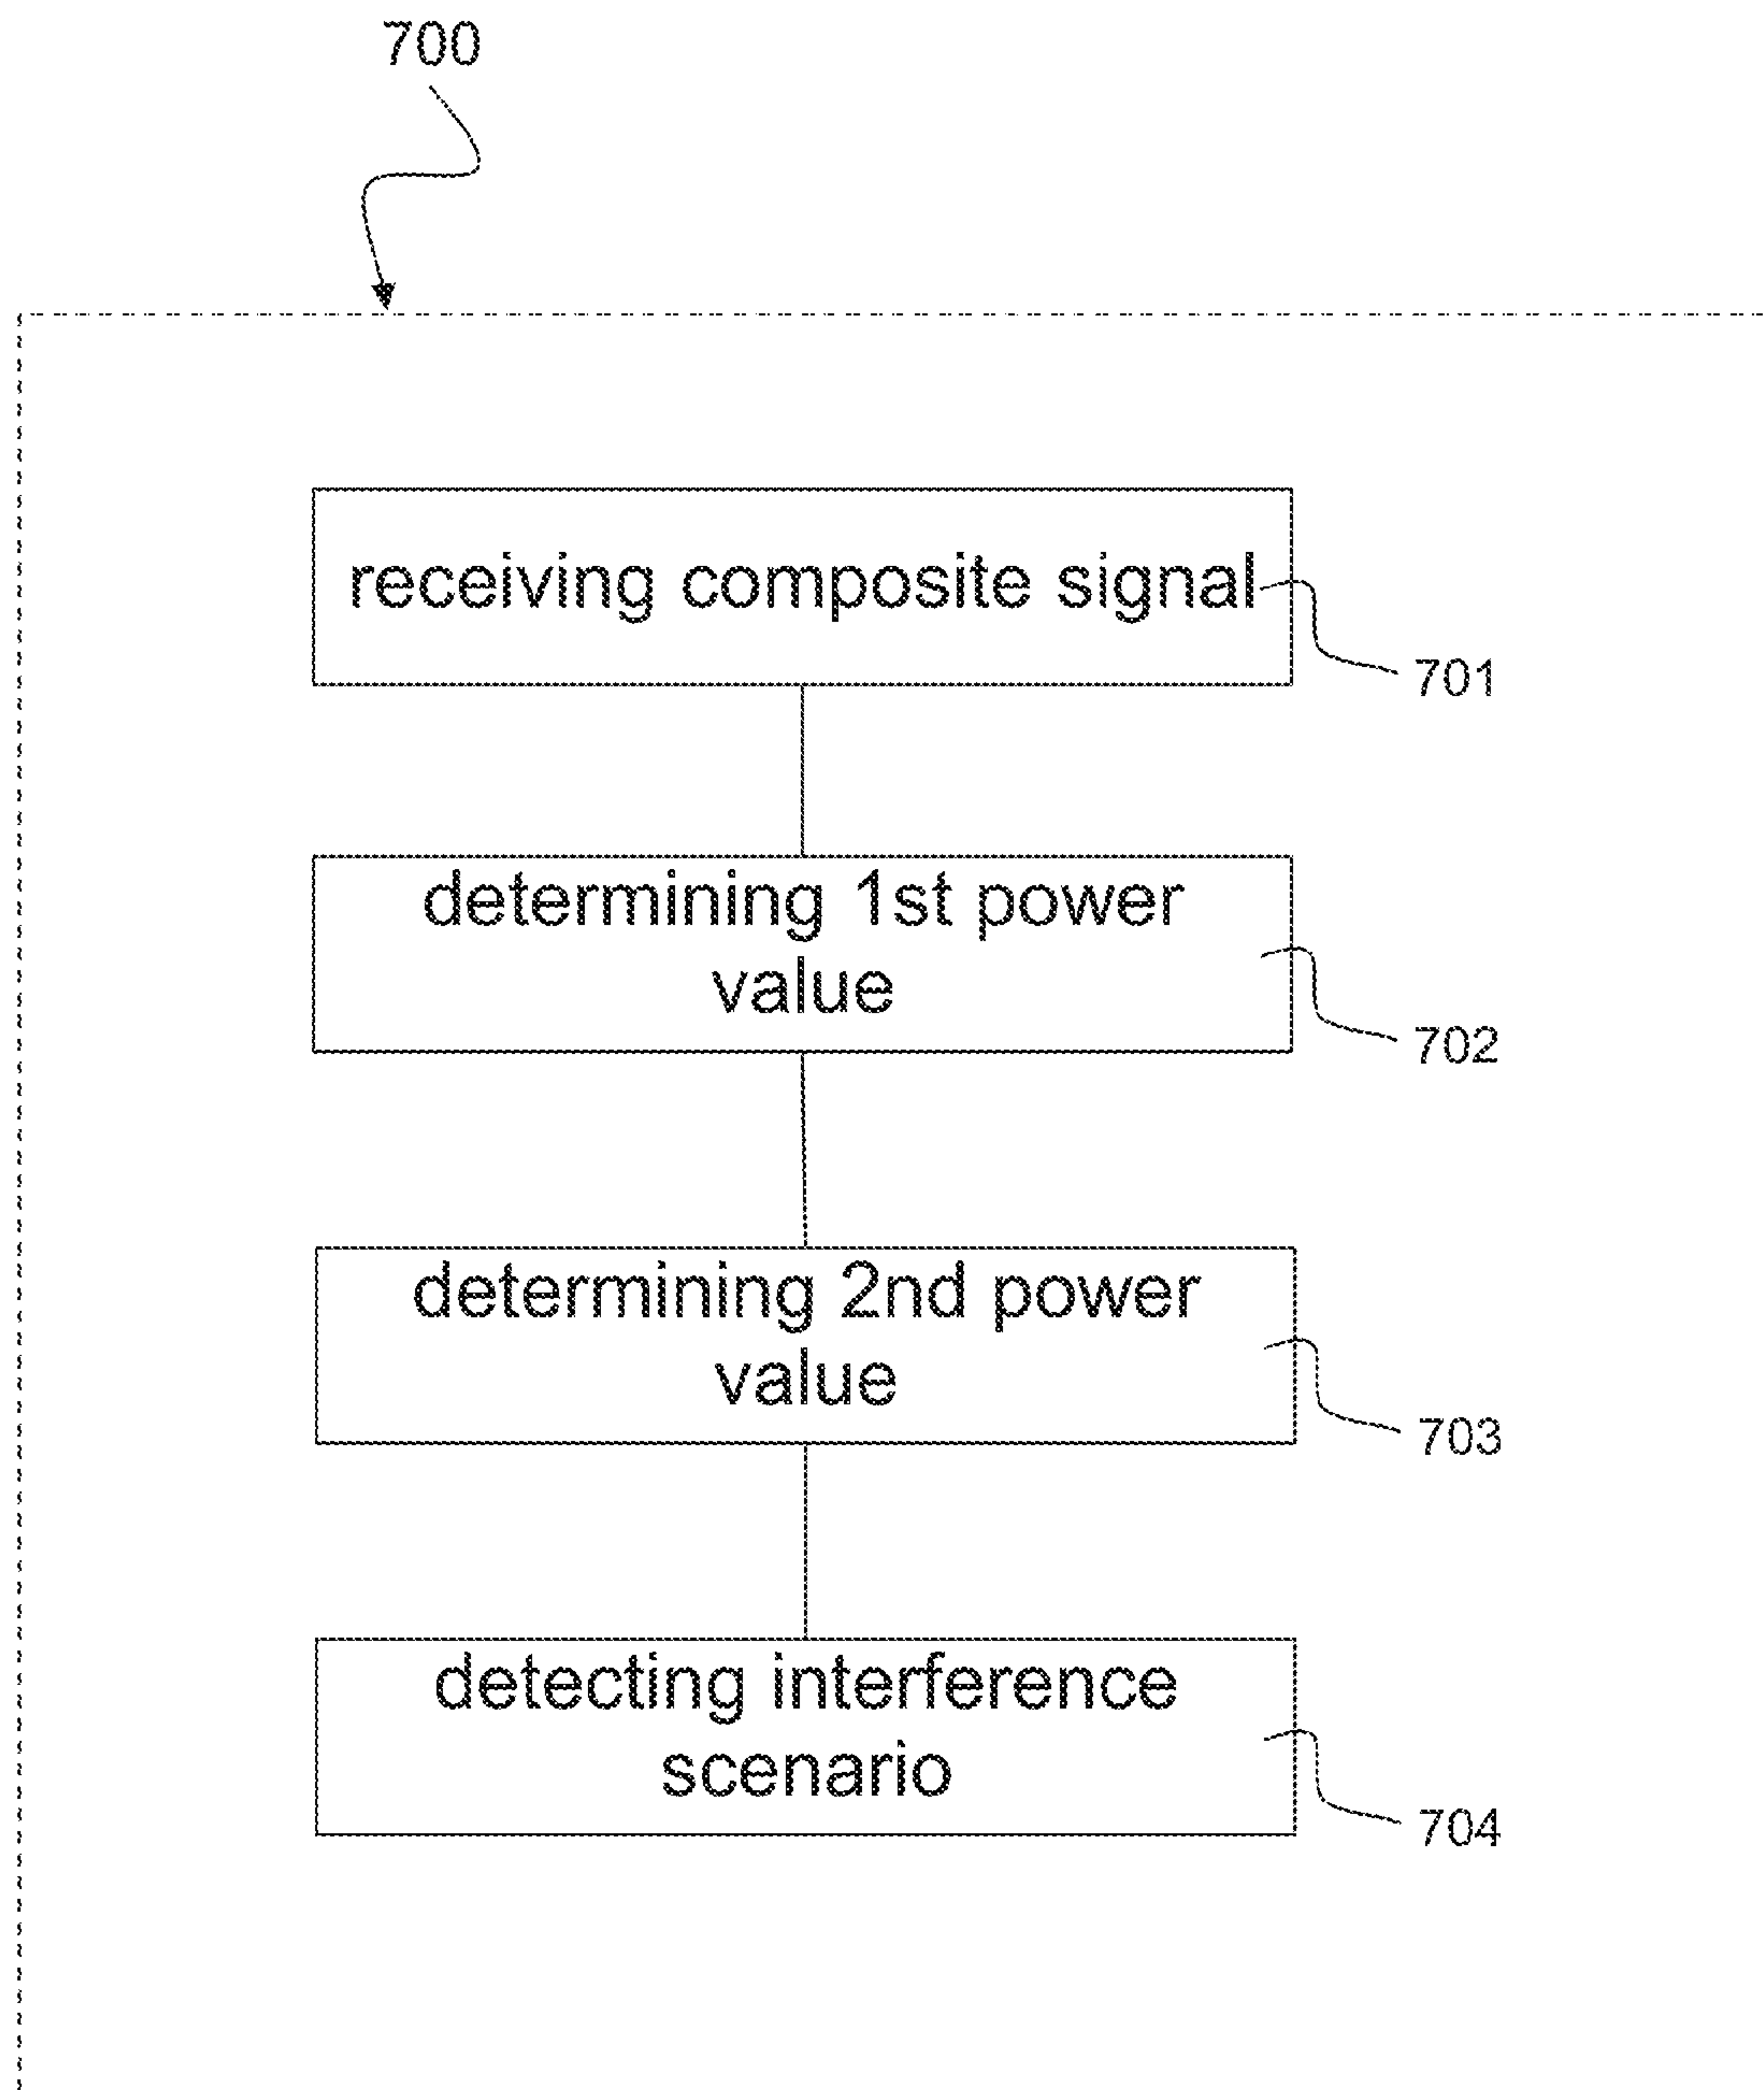 700
receiving composite signal
701
determining 1st power
value
702
determining 2nd power
value
703
detecting interference
scenario
704